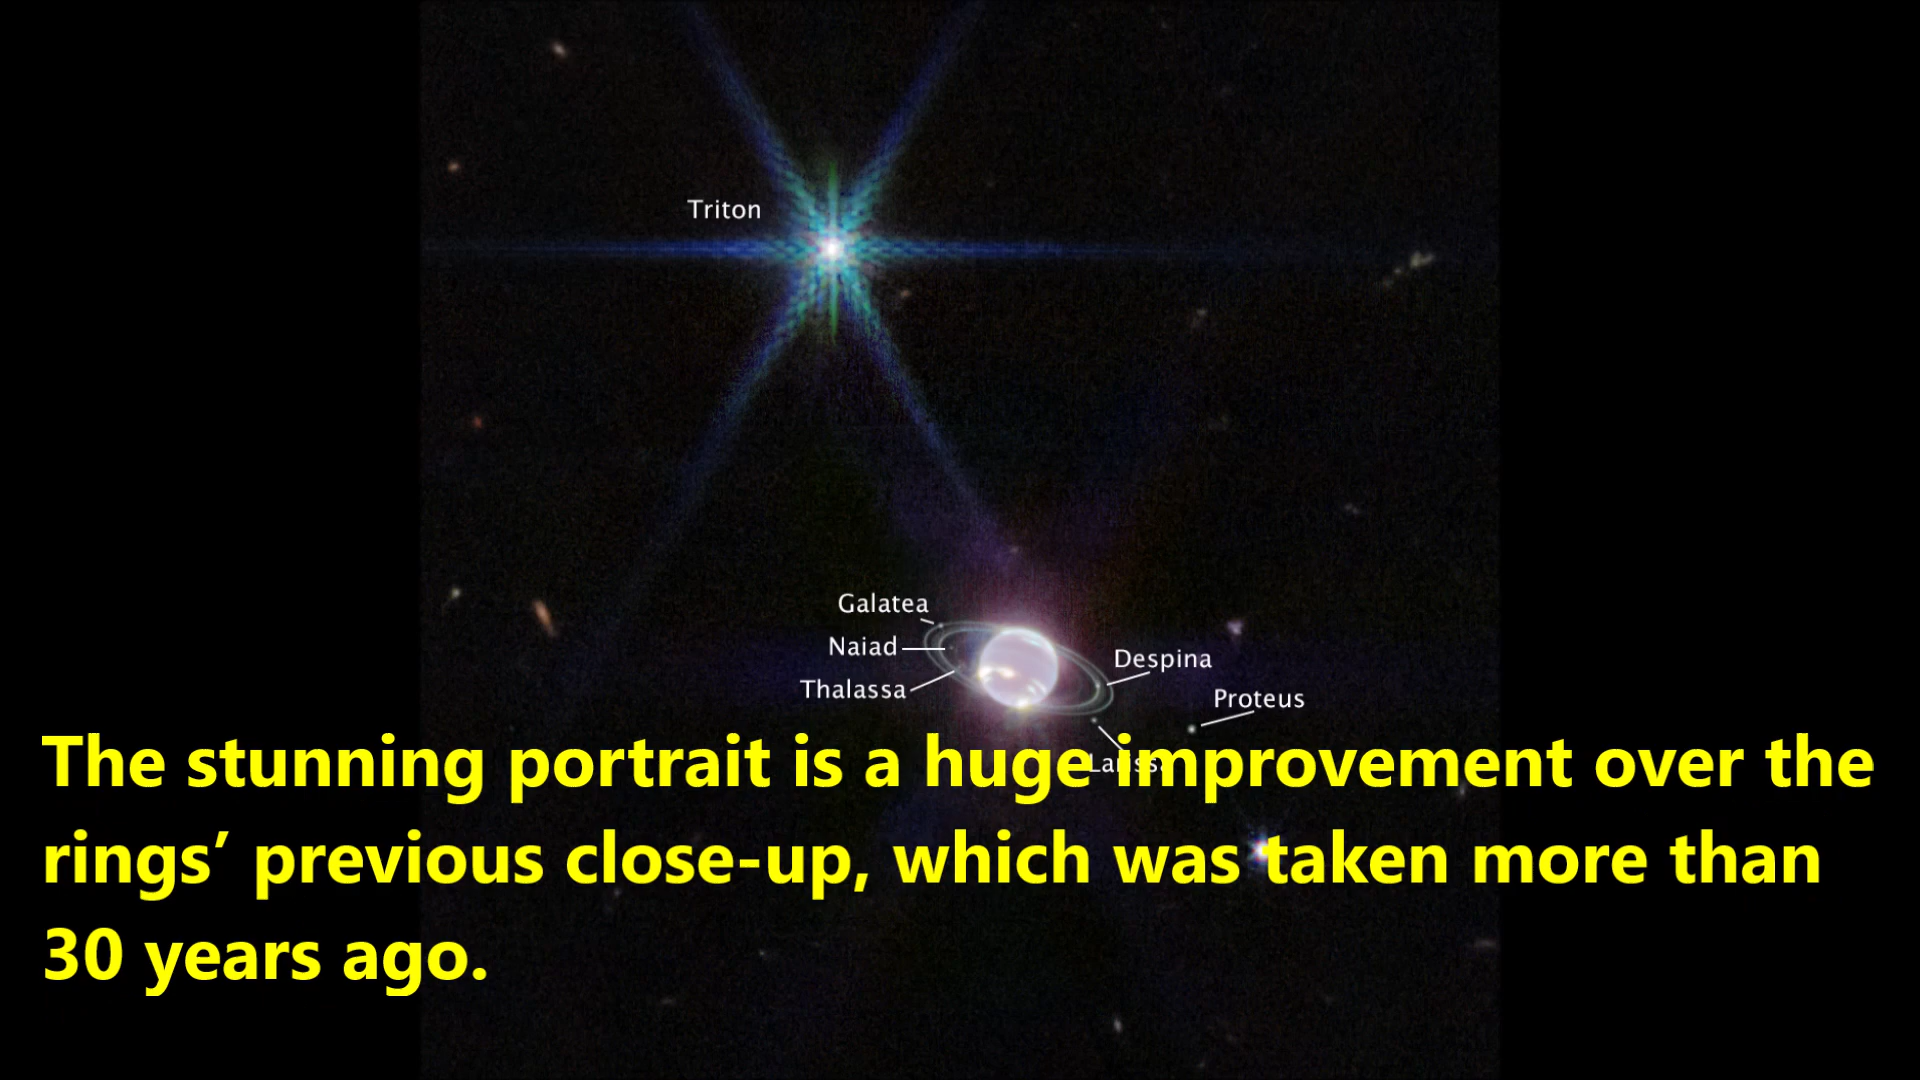 Triton
Galatea
Naiad
Thalassa
Despina
Proteus
Larissa
The stunning portrait is a huge improvement over the
rings’ previous close-up, which was taken more than
30 years ago.